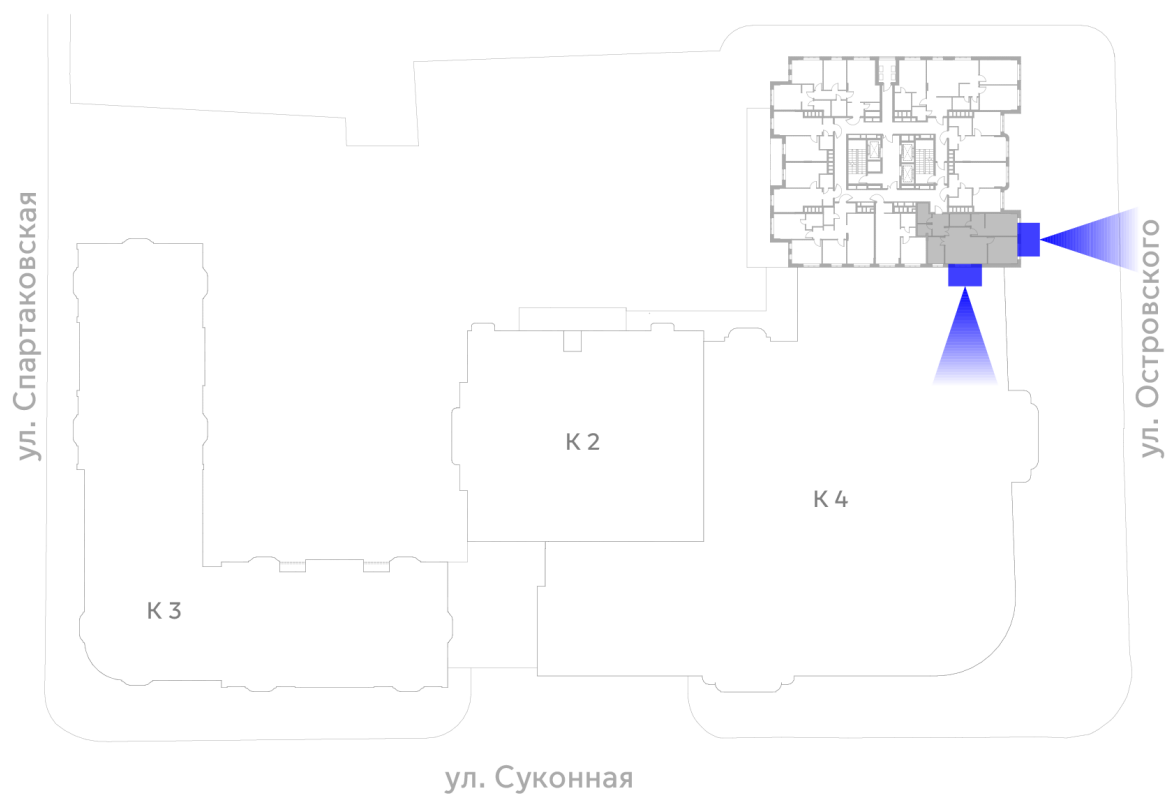 ул. Спартаковская
ул. Островского
К 2
К 4
К 3
ул. Суконная